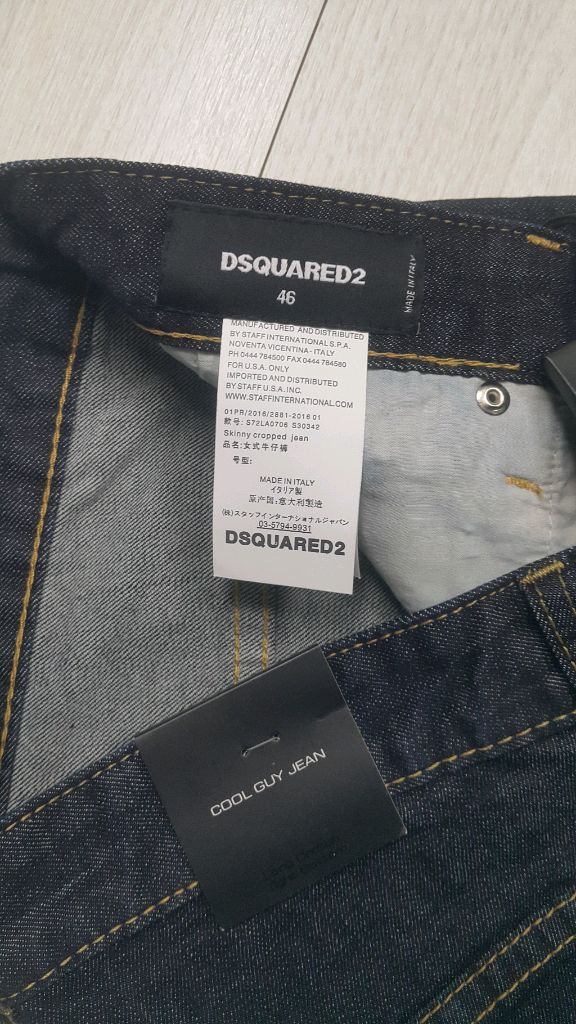 DSQUARED2
46
MADE IN ITALY
MANUFACTURED AND DISTRIBUTED
BY STAFF INTERNATIONAL S.P.A.
NOVENTA VICENTINA - ITALY
PH 0444 784500 FAX 0444 784580
FOR U.S.A. ONLY
IMPORTED AND DISTRIBUTED
BY STAFF U.S.A. INC.
WWW.STAFFINTERNATIONAL.COM
01PR/2016/2881-2016 01
款号: S72LA0706 S30342
Skinny cropped jean
品名:女式牛仔裤
号型:
MADE IN ITALY
イタリア製
原产国:意大利製造
(株)スタッフインターナショナルジャパン
03-5794-9931
DSQUARED2
COOL GUY JEAN